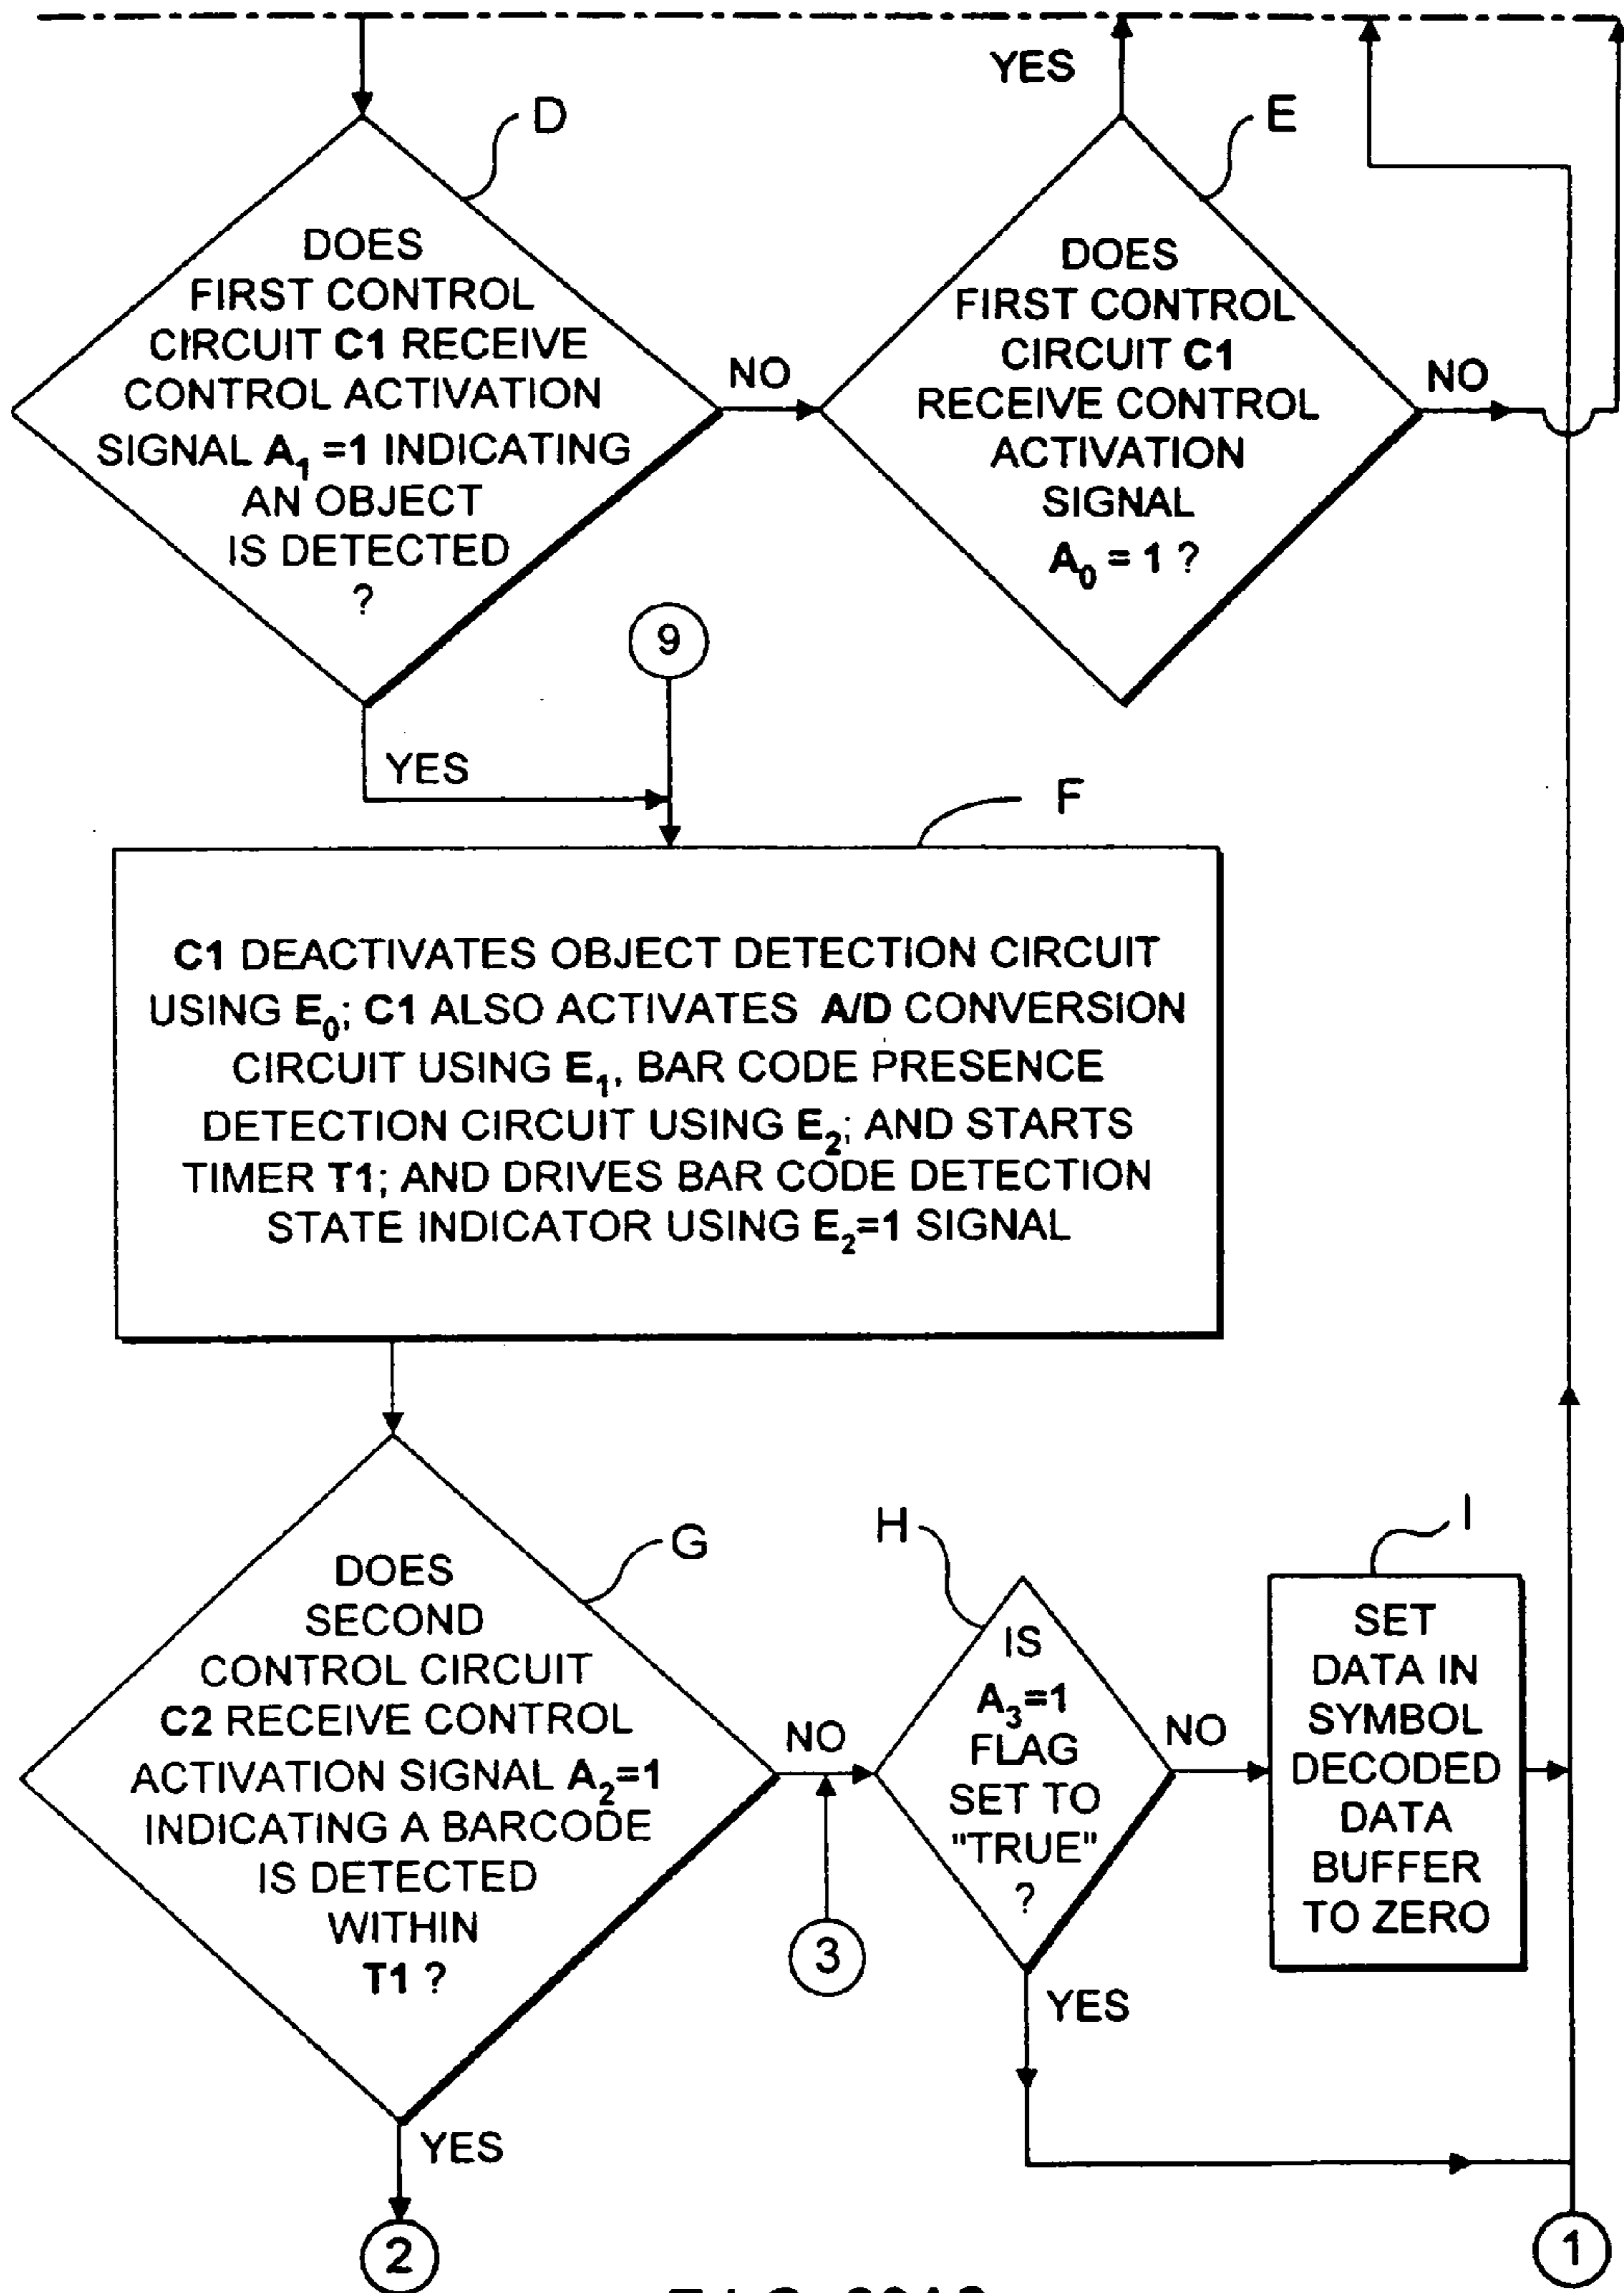 YES
D
E
DOES
FIRST CONTROL
CIRCUIT C1 RECEIVE
CONTROL ACTIVATION
SIGNAL A1 =1 INDICATING
AN OBJECT
IS DETECTED
?
NO
DOES
FIRST CONTROL
CIRCUIT C1
RECEIVE CONTROL
ACTIVATION
SIGNAL
A0 = 1 ?
NO
9
YES
F
C1 DEACTIVATES OBJECT DETECTION CIRCUIT
USING E0; C1 ALSO ACTIVATES A/D CONVERSION
CIRCUIT USING E1, BAR CODE PRESENCE
DETECTION CIRCUIT USING E2; AND STARTS
TIMER T1; AND DRIVES BAR CODE DETECTION
STATE INDICATOR USING E2=1 SIGNAL
G
DOES
SECOND
CONTROL CIRCUIT
C2 RECEIVE CONTROL
ACTIVATION SIGNAL A2=1
INDICATING A BARCODE
IS DETECTED
WITHIN
T1 ?
NO
3
H
IS
A3=1
FLAG
SET TO
"TRUE"
?
NO
I
SET
DATA IN
SYMBOL
DECODED
DATA
BUFFER
TO ZERO
YES
YES
2
1